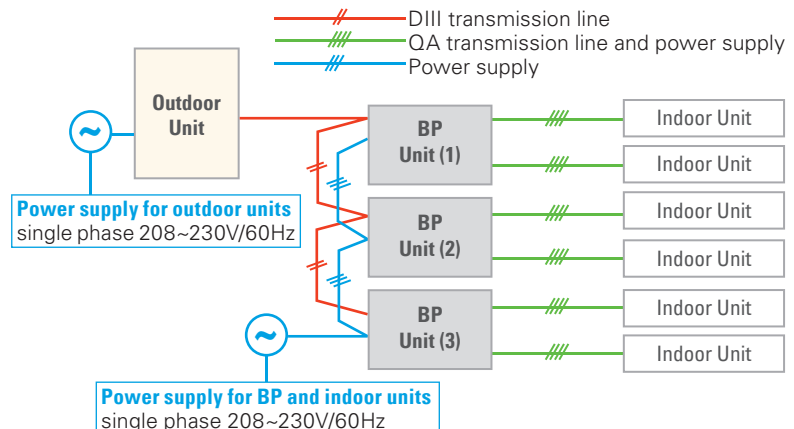 DIII transmission line
QA transmission line and power supply
Power supply
Outdoor
Unit
BP
Unit (1)
Indoor Unit
Indoor Unit
Power supply for outdoor units
single phase 208~230V/60Hz
BP
Unit (2)
Indoor Unit
Indoor Unit
BP
Unit (3)
Indoor Unit
Indoor Unit
Power supply for BP and indoor units
single phase 208~230V/60Hz